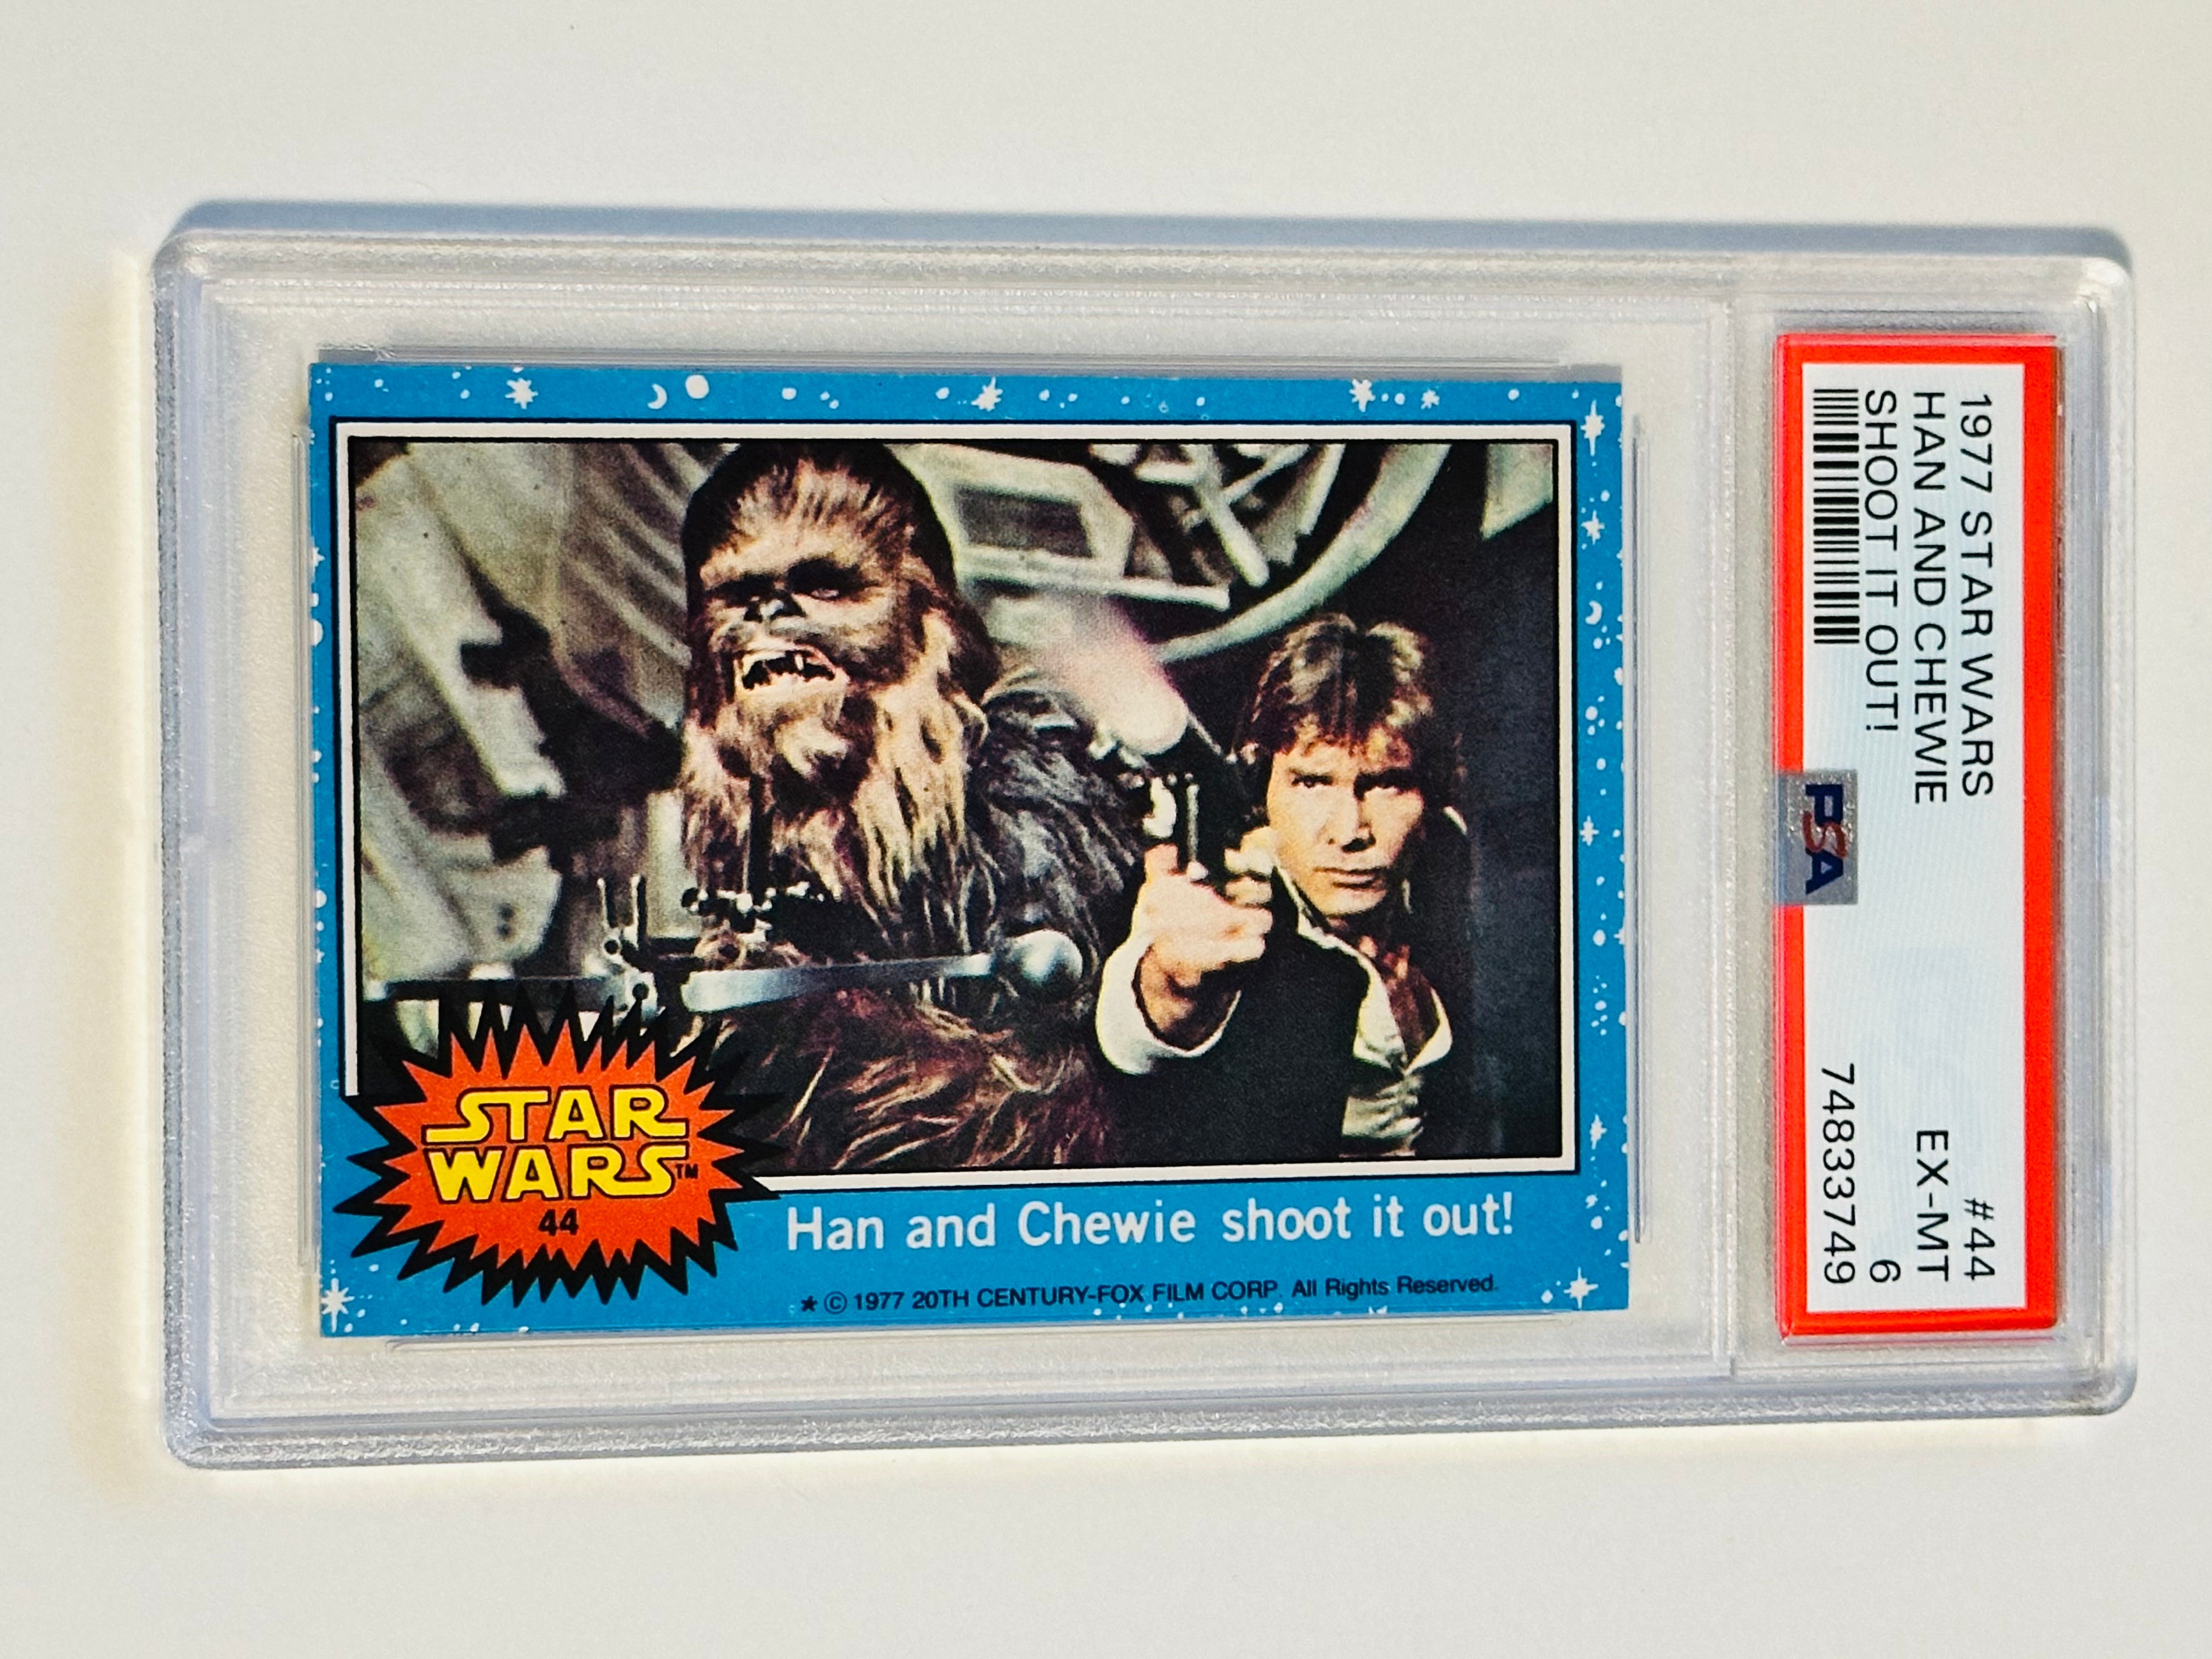 STAR
WARS™
44
Han and Chewie shoot it out!
★ © 1977 20TH CENTURY-FOX FILM CORP. All Rights Reserved.
1977 STAR WARS #44
HAN AND CHEWIE EX-MT
SHOOT IT OUT! 6
PSA 74833749